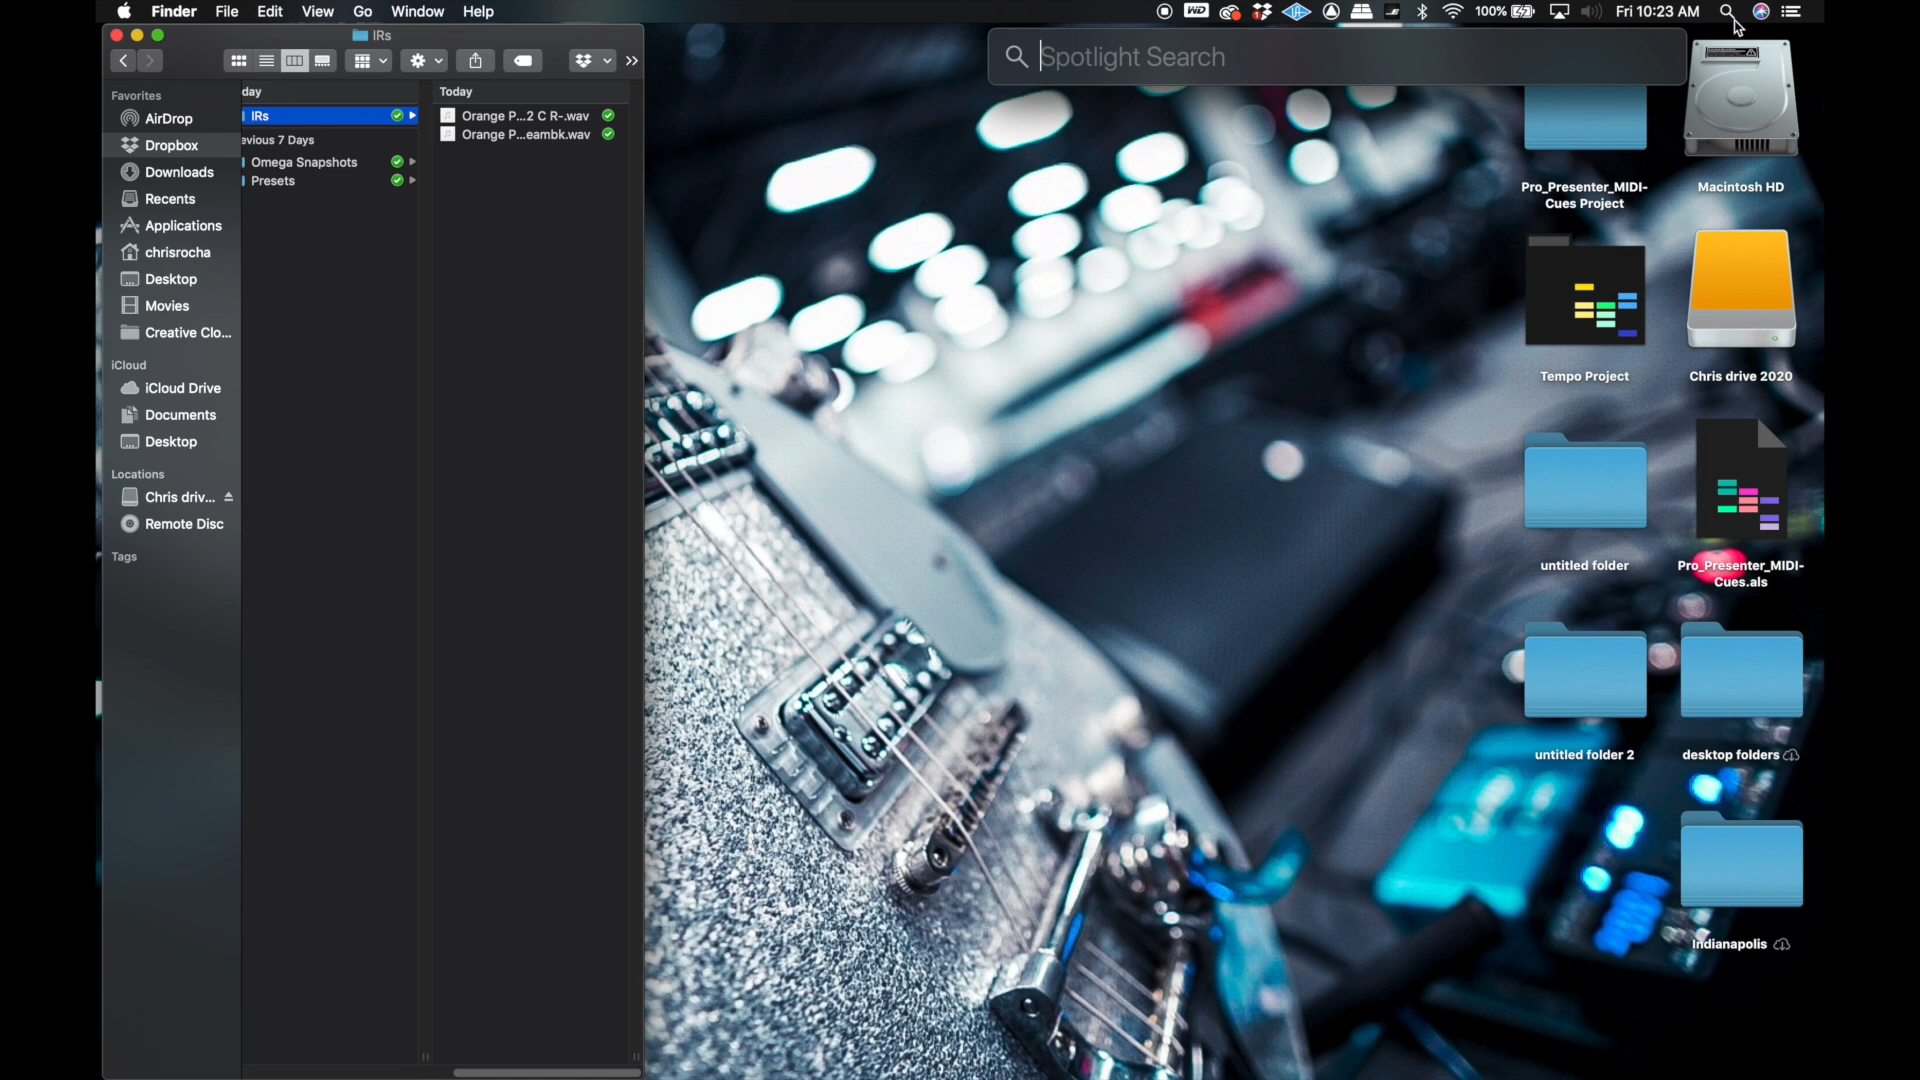 Finder File Edit View Go Window Help
WD
1
100%
Fri 10:23 AM
IRs
Spotlight Search
Favorites
AirDrop
Dropbox
Downloads
Recents
Applications
chrisrocha
Desktop
Movies
Creative Clo...
iCloud
iCloud Drive
Documents
Desktop
Locations
Chris driv...
Remote Disc
Tags
day
IRs
evious 7 Days
Omega Snapshots
Presets
Today
Orange P...2 C R-.wav
Orange P...eambk.wav
Pro_Presenter_MIDI-
Cues Project
Macintosh HD
Tempo Project
Chris drive 2020
untitled folder
Pro_Presenter_MIDI-
Cues.als
untitled folder 2
desktop folders
Indianapolis